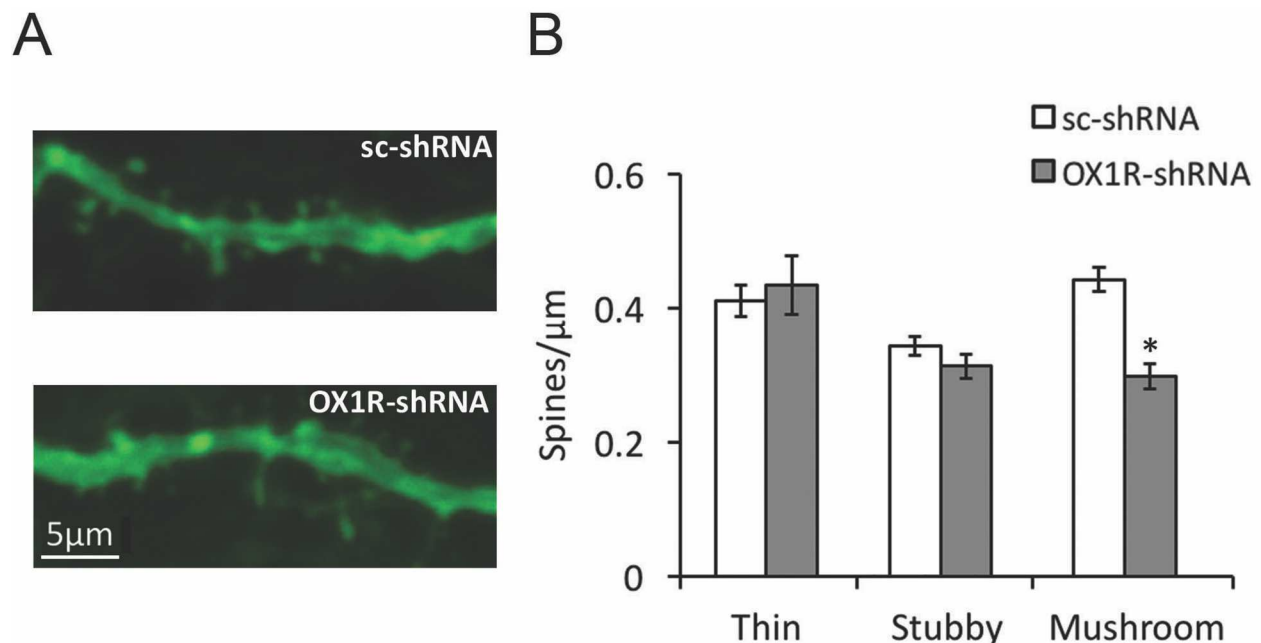 A
sc-shRNA
OX1R-shRNA
5µm
B
sc-shRNA
OX1R-shRNA
Spines/µm
0.6
0.4
0.2
0
*
Thin Stubby Mushroom